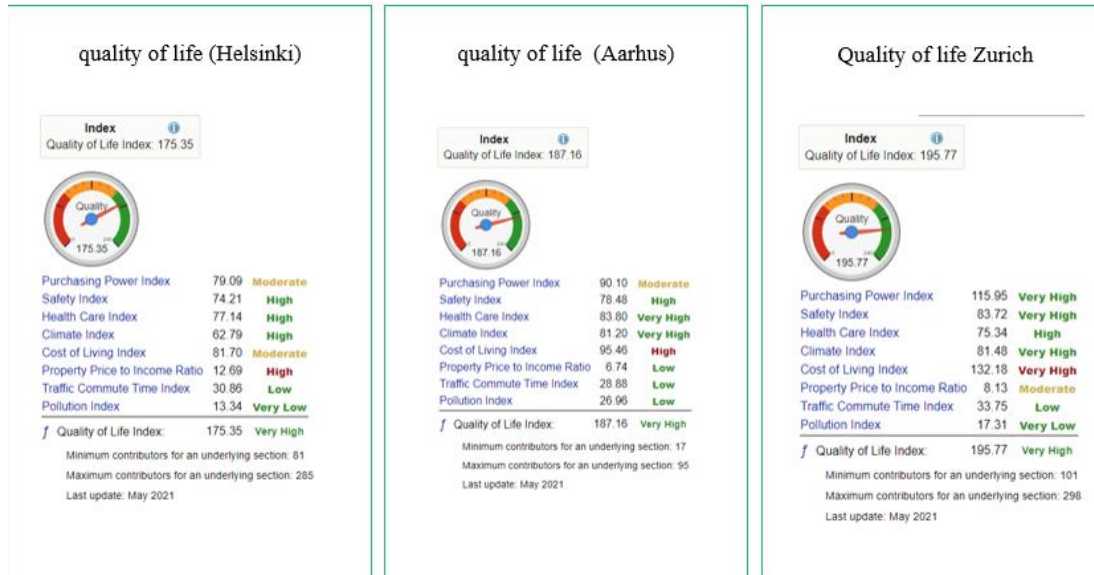 quality of life (Helsinki)
Index
Quality of Life Index: 175.35
Quality
175.35
Purchasing Power Index 79.09 Moderate
Safety Index 74.21 High
Health Care Index 77.14 High
Climate Index 62.79 High
Cost of Living Index 81.70 Moderate
Property Price to Income Ratio 12.69 High
Traffic Commute Time Index 30.86 Low
Pollution Index 13.34 Very Low
ƒ Quality of Life Index: 175.35 Very High
Minimum contributors for an underlying section: 81
Maximum contributors for an underlying section: 285
Last update: May 2021
quality of life (Aarhus)
Index
Quality of Life Index: 187.16
Quality
187.16
Purchasing Power Index 90.10 Moderate
Safety Index 78.48 High
Health Care Index 83.80 Very High
Climate Index 81.20 Very High
Cost of Living Index 95.46 High
Property Price to Income Ratio 6.74 Low
Traffic Commute Time Index 28.88 Low
Pollution Index 26.96 Low
ƒ Quality of Life Index: 187.16 Very High
Minimum contributors for an underlying section: 17
Maximum contributors for an underlying section: 95
Last update: May 2021
Quality of life Zurich
Index
Quality of Life Index: 195.77
Quality
195.77
Purchasing Power Index 115.95 Very High
Safety Index 83.72 Very High
Health Care Index 75.34 High
Climate Index 81.48 Very High
Cost of Living Index 132.18 Very High
Property Price to Income Ratio 8.13 Moderate
Traffic Commute Time Index 33.75 Low
Pollution Index 17.31 Very Low
ƒ Quality of Life Index: 195.77 Very High
Minimum contributors for an underlying section: 101
Maximum contributors for an underlying section: 298
Last update: May 2021